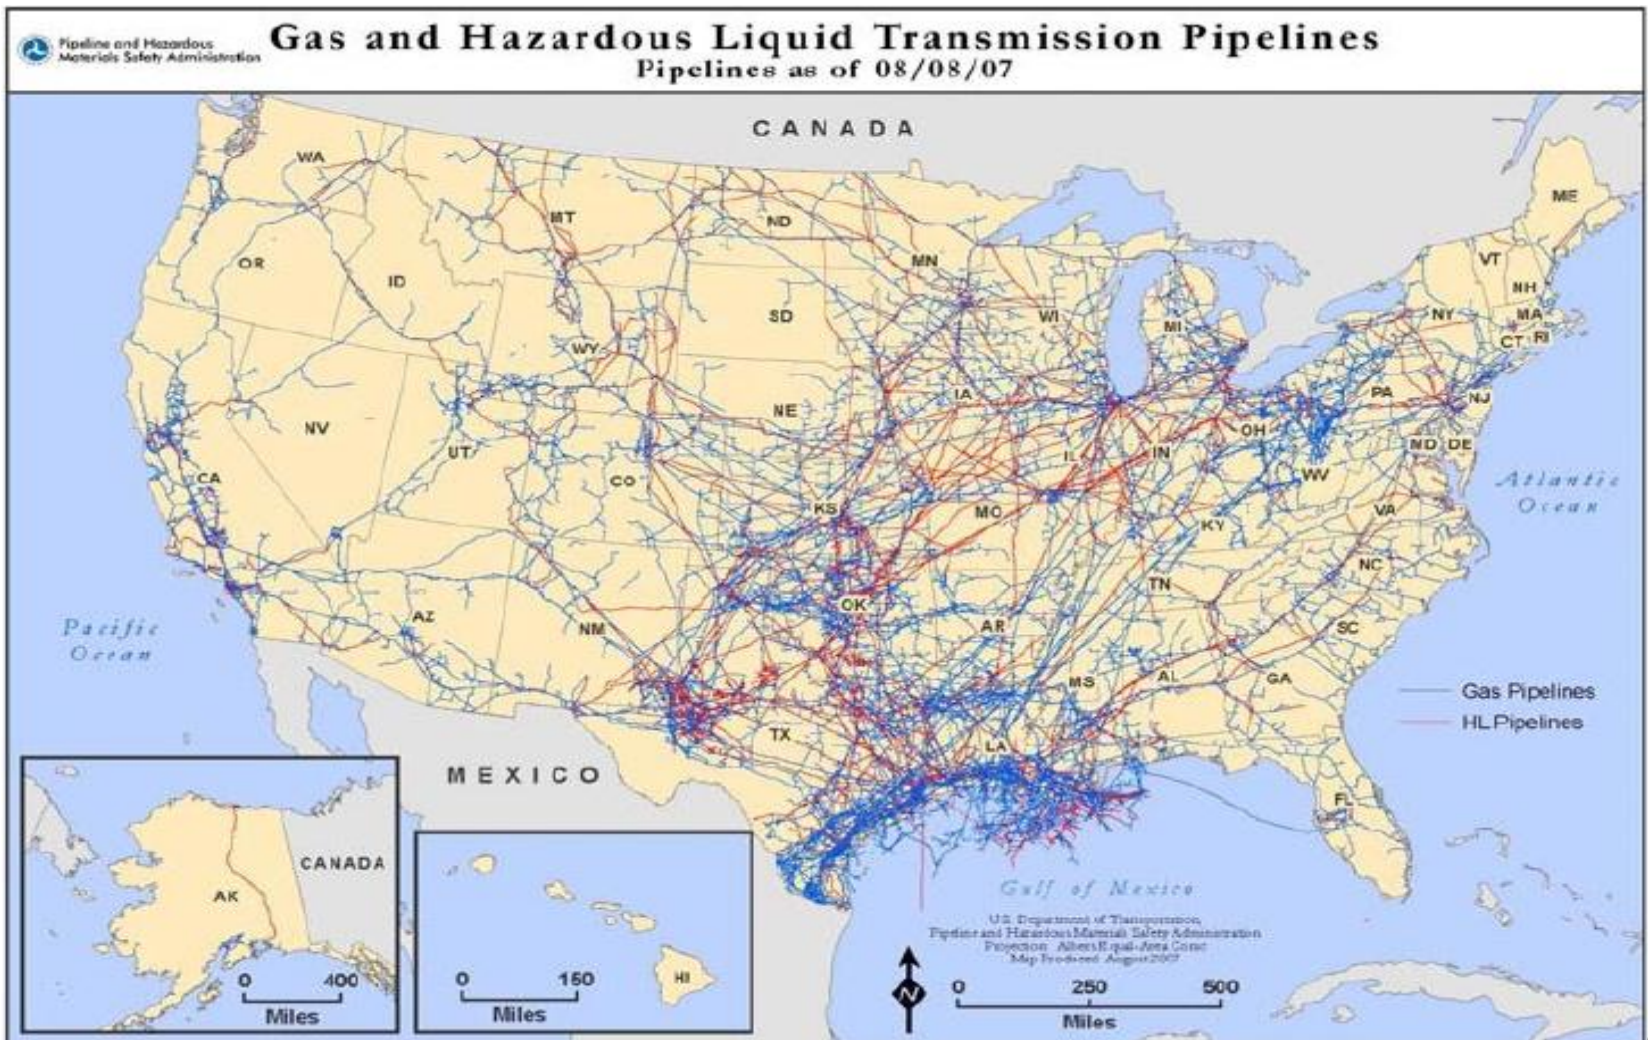 Pipeline and Hazardous
Materials Safety Administration
Gas and Hazardous Liquid Transmission Pipelines
Pipelines as of 08/08/07
CANADA
WA
MT
ND
MN
ME
OR
ID
SD
WI
MI
VT
NH
NY
MA
CT
RI
WY
NE
IA
PA
NJ
NV
UT
CO
IL
IN
OH
MD
DE
WV
CA
KS
MO
KY
VA
Atlantic
Ocean
NC
TN
OK
AZ
NM
AR
SC
Pacific
Ocean
MS
AL
GA
TX
LA
FL
Gas Pipelines
HL Pipelines
MEXICO
CANADA
AK
0 400
Miles
HI
0 150
Miles
Gulf of Mexico
U.S. Department of Transportation,
Pipeline and Hazardous Materials Safety Administration
Projection: Albers Equal-Area Conic
Map Produced: August 2007
N
0 250 500
Miles